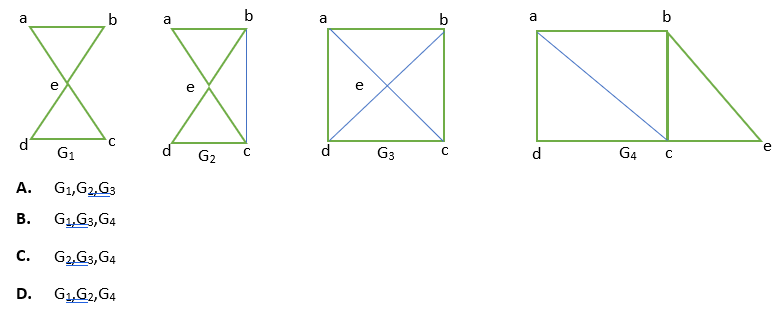 a b a b a b a b
e e e
d c d c d c d c e
G₁ G₂ G₃ G₄
A. G₁,G₂,G₃
B. G₁,G₃,G₄
C. G₂,G₃,G₄
D. G₁,G₂,G₄